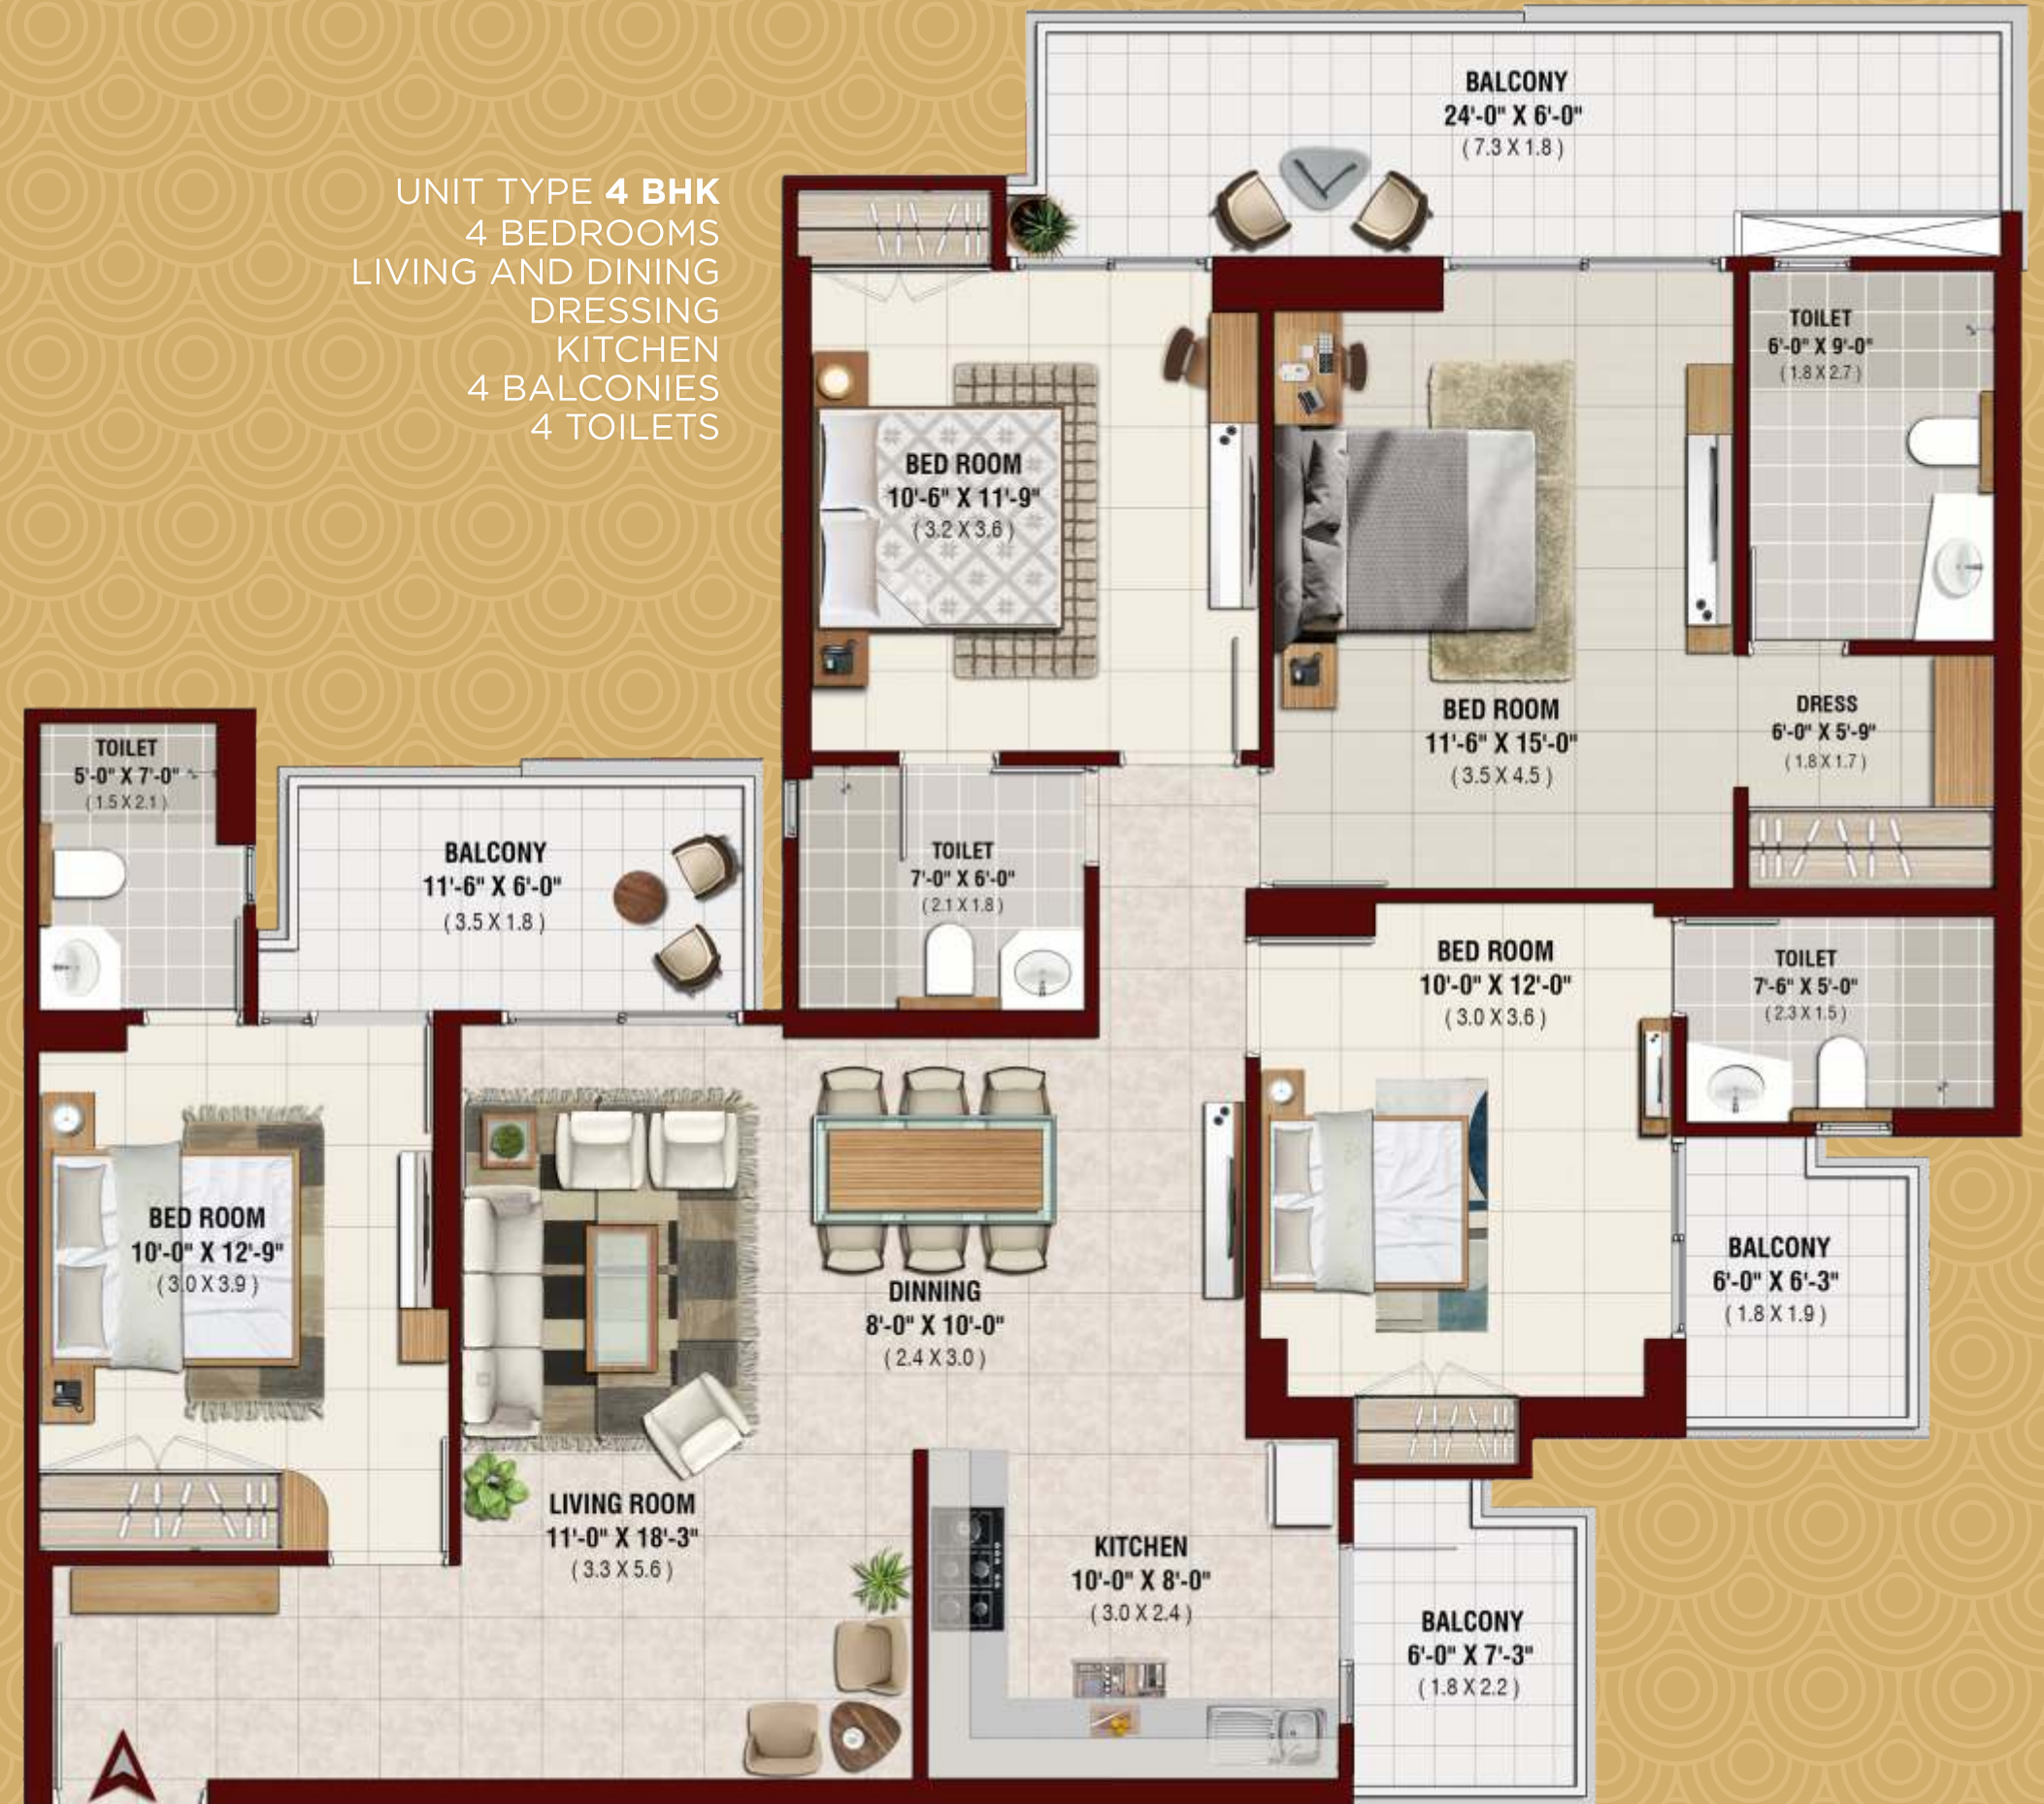 UNIT TYPE 4 BHK
4 BEDROOMS
LIVING AND DINING
DRESSING
KITCHEN
4 BALCONIES
4 TOILETS
BALCONY
24'-0" X 6'-0"
( 7.3 X 1.8 )
BED ROOM
10'-6" X 11'-9"
( 3.2 X 3.6 )
BED ROOM
11'-6" X 15'-0"
( 3.5 X 4.5 )
TOILET
6'-0" X 9'-0"
( 1.8 X 2.7 )
DRESS
6'-0" X 5'-9"
( 1.8 X 1.7 )
TOILET
5'-0" X 7'-0"
( 1.5 X 2.1 )
BALCONY
11'-6" X 6'-0"
( 3.5 X 1.8 )
TOILET
7'-0" X 6'-0"
( 2.1 X 1.8 )
BED ROOM
10'-0" X 12'-0"
( 3.0 X 3.6 )
TOILET
7'-6" X 5'-0"
( 2.3 X 1.5 )
BED ROOM
10'-0" X 12'-9"
( 3.0 X 3.9 )
DINNING
8'-0" X 10'-0"
( 2.4 X 3.0 )
BALCONY
6'-0" X 6'-3"
( 1.8 X 1.9 )
LIVING ROOM
11'-0" X 18'-3"
( 3.3 X 5.6 )
KITCHEN
10'-0" X 8'-0"
( 3.0 X 2.4 )
BALCONY
6'-0" X 7'-3"
( 1.8 X 2.2 )